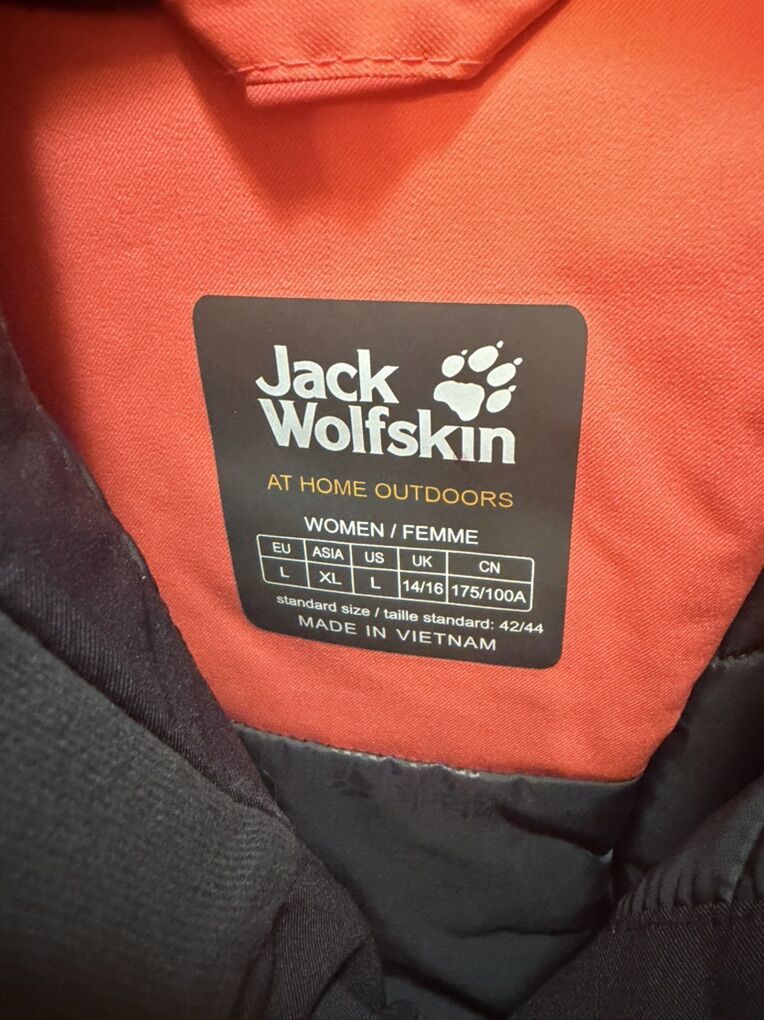 Jack
Wolfskin
AT HOME OUTDOORS
WOMEN / FEMME
EU ASIA US UK CN
L XL L 14/16 175/100A
standard size / taille standard: 42/44
MADE IN VIETNAM